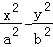 x²/a² - y²/b²